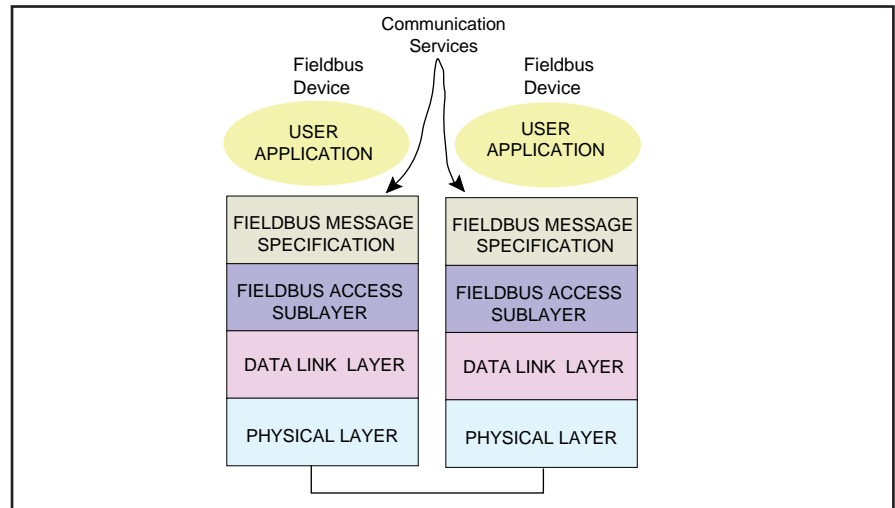 Communication
Services
Fieldbus
Device
Fieldbus
Device
USER
APPLICATION
USER
APPLICATION
FIELDBUS MESSAGE
SPECIFICATION
FIELDBUS MESSAGE
SPECIFICATION
FIELDBUS ACCESS
SUBLAYER
FIELDBUS ACCESS
SUBLAYER
DATA LINK LAYER
DATA LINK LAYER
PHYSICAL LAYER
PHYSICAL LAYER